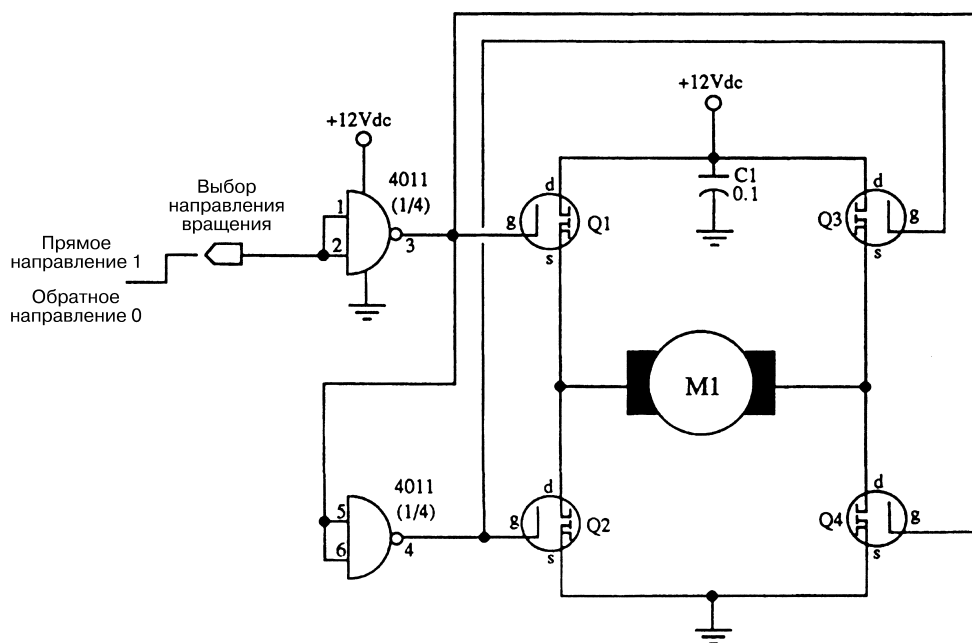 +12Vdc
+12Vdc
C1
0.1
Выбор
направления
вращения
4011
(1/4)
1
2
3
Прямое
направление 1
Обратное
направление 0
d
g
s
Q1
d
g
s
Q3
M1
4011
(1/4)
5
6
4
d
g
s
Q2
d
g
s
Q4